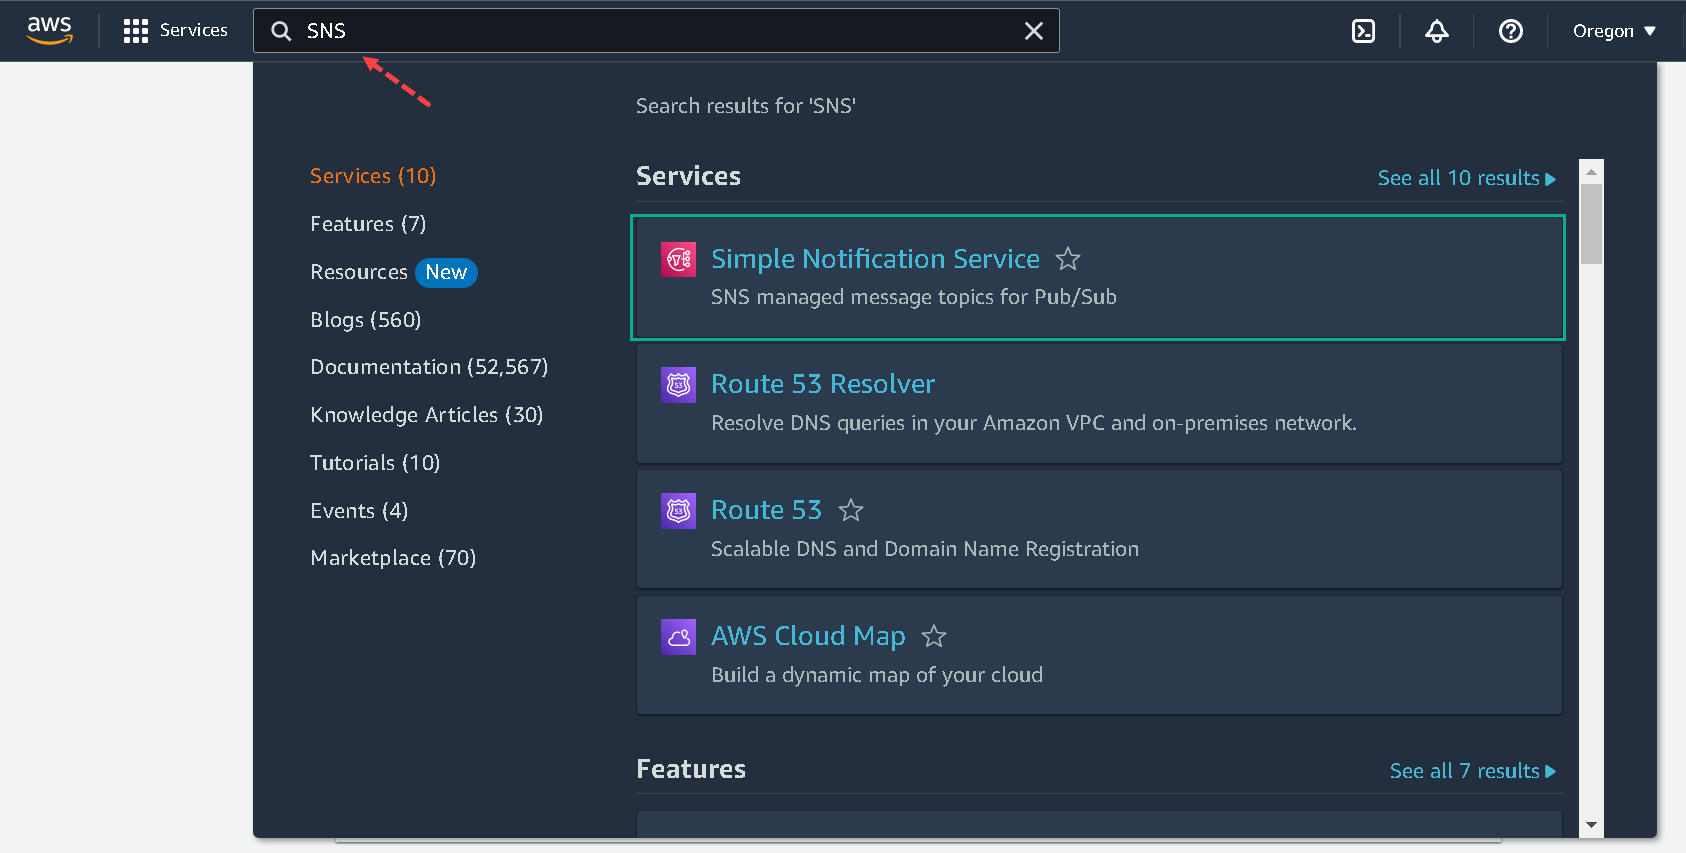 aws Services SNS Oregon
Search results for 'SNS'
Services (10)
Features (7)
Resources New
Blogs (560)
Documentation (52,567)
Knowledge Articles (30)
Tutorials (10)
Events (4)
Marketplace (70)
Services See all 10 results
Simple Notification Service
SNS managed message topics for Pub/Sub
53
Route 53 Resolver
Resolve DNS queries in your Amazon VPC and on-premises network.
53
Route 53
Scalable DNS and Domain Name Registration
AWS Cloud Map
Build a dynamic map of your cloud
Features See all 7 results